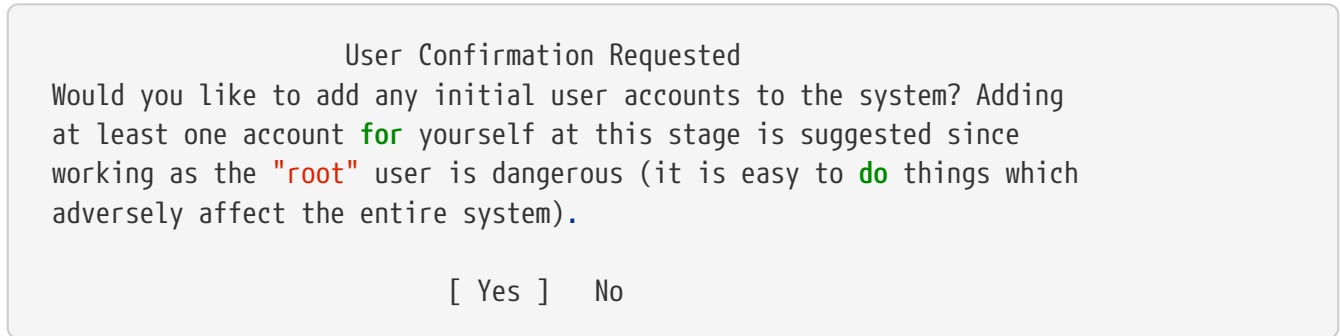 User Confirmation Requested
Would you like to add any initial user accounts to the system? Adding
at least one account for yourself at this stage is suggested since
working as the "root" user is dangerous (it is easy to do things which
adversely affect the entire system).
[ Yes ] No